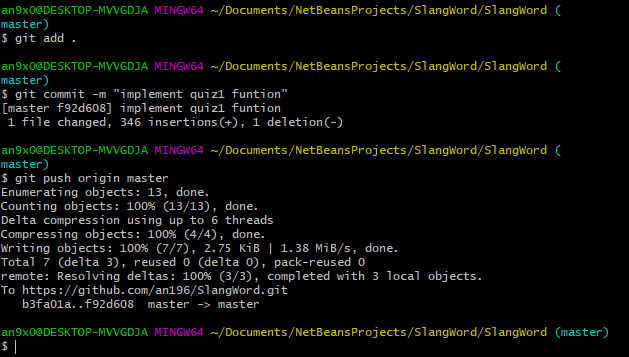 an9x0@DESKTOP-MVVGDJA MINGW64 ~/Documents/NetBeansProjects/SlangWord/SlangWord (
master)
$ git add .
an9x0@DESKTOP-MVVGDJA MINGW64 ~/Documents/NetBeansProjects/SlangWord/SlangWord (
master)
$ git commit -m "implement quiz1 funtion"
[master f92d608] implement quiz1 funtion
 1 file changed, 346 insertions(+), 1 deletion(-)
an9x0@DESKTOP-MVVGDJA MINGW64 ~/Documents/NetBeansProjects/SlangWord/SlangWord (
master)
$ git push origin master
Enumerating objects: 13, done.
Counting objects: 100% (13/13), done.
Delta compression using up to 6 threads
Compressing objects: 100% (4/4), done.
Writing objects: 100% (7/7), 2.75 KiB | 1.38 MiB/s, done.
Total 7 (delta 3), reused 0 (delta 0), pack-reused 0
remote: Resolving deltas: 100% (3/3), completed with 3 local objects.
To https://github.com/an196/SlangWord.git
   b3fa01a..f92d608  master -> master
an9x0@DESKTOP-MVVGDJA MINGW64 ~/Documents/NetBeansProjects/SlangWord/SlangWord (master)
$